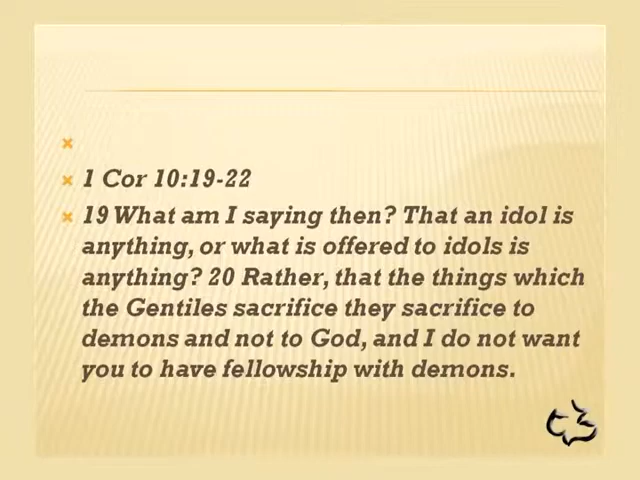 1 Cor 10:19-22
19 What am I saying then? That an idol is
anything, or what is offered to idols is
anything? 20 Rather, that the things which
the Gentiles sacrifice they sacrifice to
demons and not to God, and I do not want
you to have fellowship with demons.